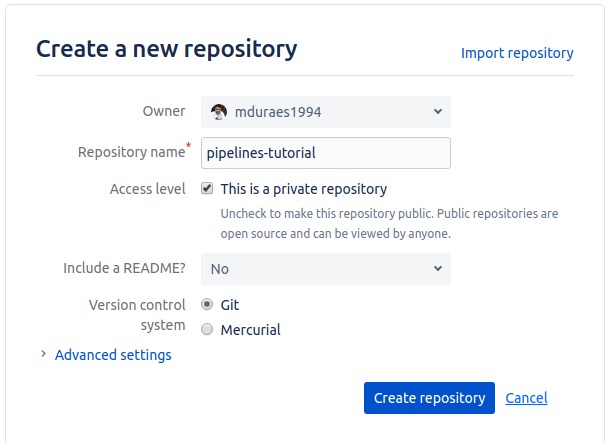 Create a new repository
Import repository
Owner
mduraes1994
Repository name*
pipelines-tutorial
Access level
This is a private repository
Uncheck to make this repository public. Public repositories are
open source and can be viewed by anyone.
Include a README?
No
Version control
system
Git
Mercurial
Advanced settings
Create repository
Cancel